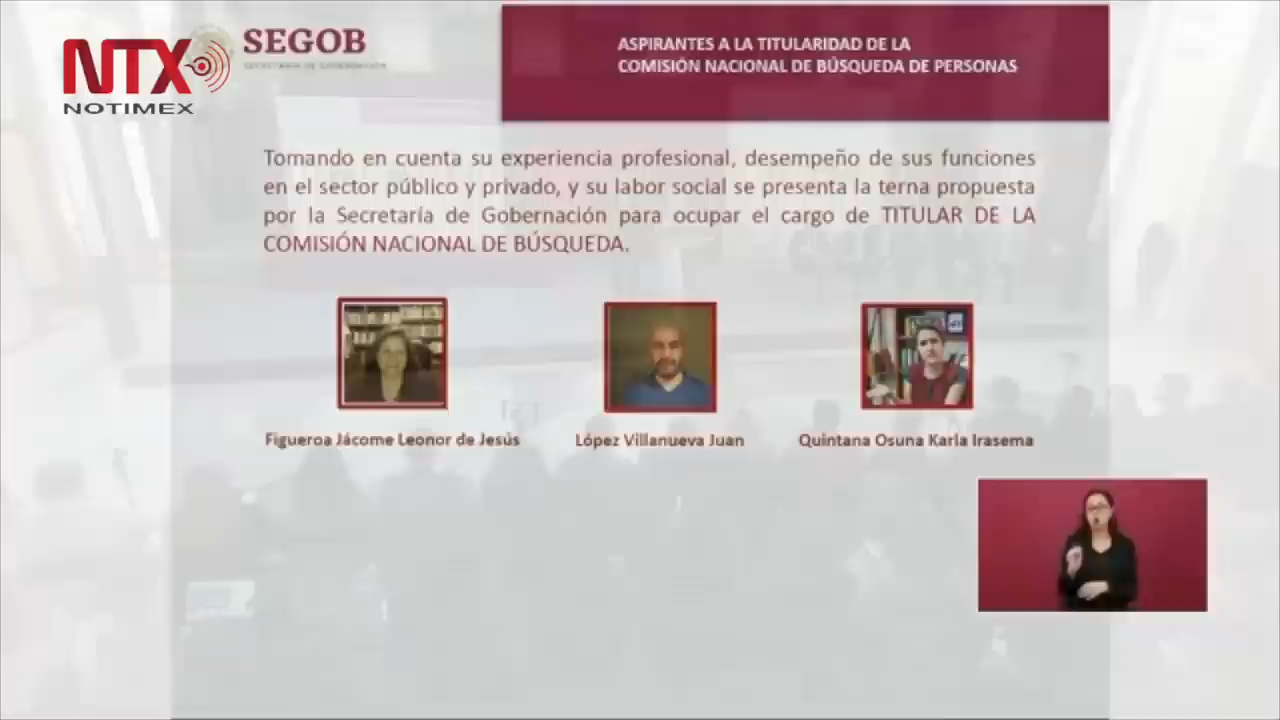 NTX
NOTIMEX
SEGOB
SECRETARÍA DE GOBERNACIÓN
ASPIRANTES A LA TITULARIDAD DE LA
COMISIÓN NACIONAL DE BÚSQUEDA DE PERSONAS
Tomando en cuenta su experiencia profesional, desempeño de sus funciones
en el sector público y privado, y su labor social se presenta la terna propuesta
por la Secretaría de Gobernación para ocupar el cargo de TITULAR DE LA
COMISIÓN NACIONAL DE BÚSQUEDA.
Figueroa Jácome Leonor de Jesús
López Villanueva Juan
Quintana Osuna Karla Irasema